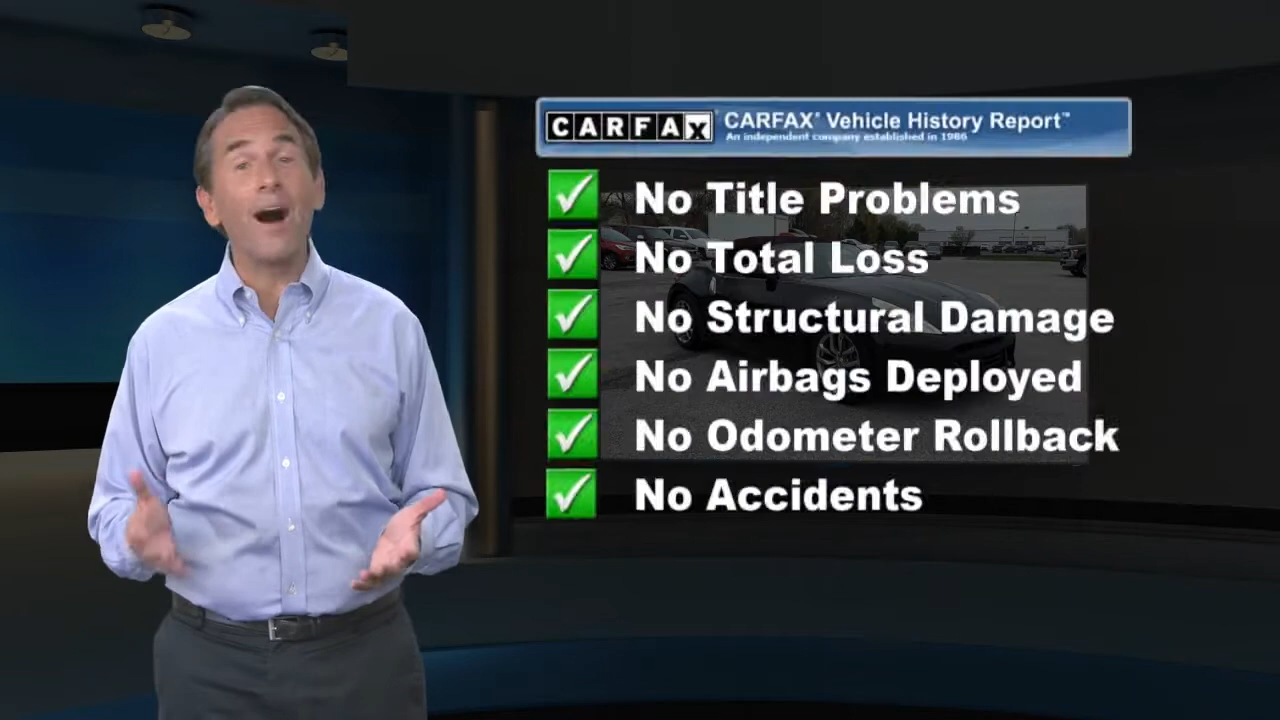 CARFAX
CARFAX® Vehicle History Report™
An independent company established in 1986
No Title Problems
No Total Loss
No Structural Damage
No Airbags Deployed
No Odometer Rollback
No Accidents